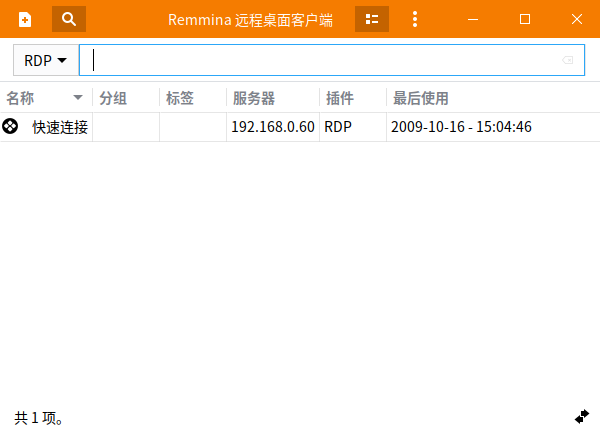 Remmina 远程桌面客户端
RDP
名称 分组 标签 服务器 插件 最后使用
快速连接 192.168.0.60 RDP 2009-10-16 - 15:04:46
共 1 项。